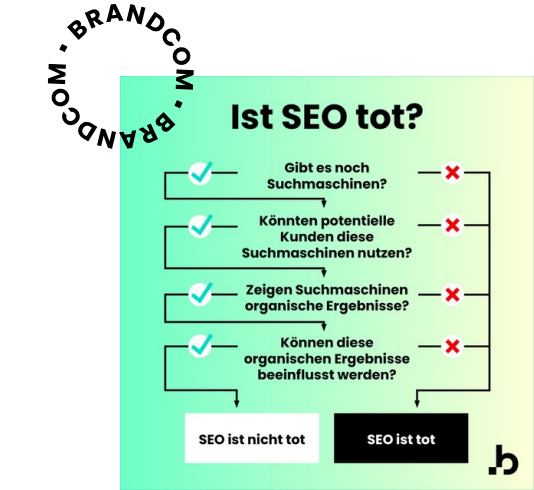 BRANDCOM • BRANDCOM •
Ist SEO tot?
Gibt es noch
Suchmaschinen?
Könnten potentielle
Kunden diese
Suchmaschinen nutzen?
Zeigen Suchmaschinen
organische Ergebnisse?
Können diese
organischen Ergebnisse
beeinflusst werden?
SEO ist nicht tot
SEO ist tot
.b